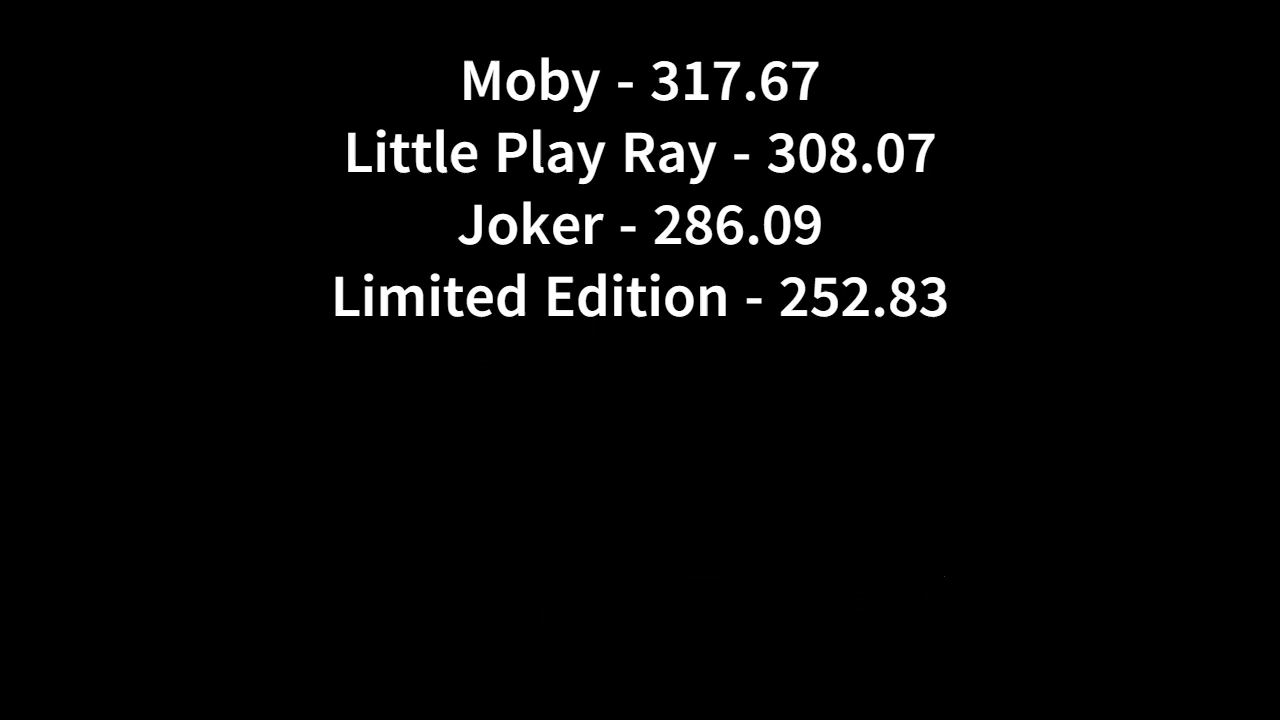 Moby - 317.67
Little Play Ray - 308.07
Joker - 286.09
Limited Edition - 252.83